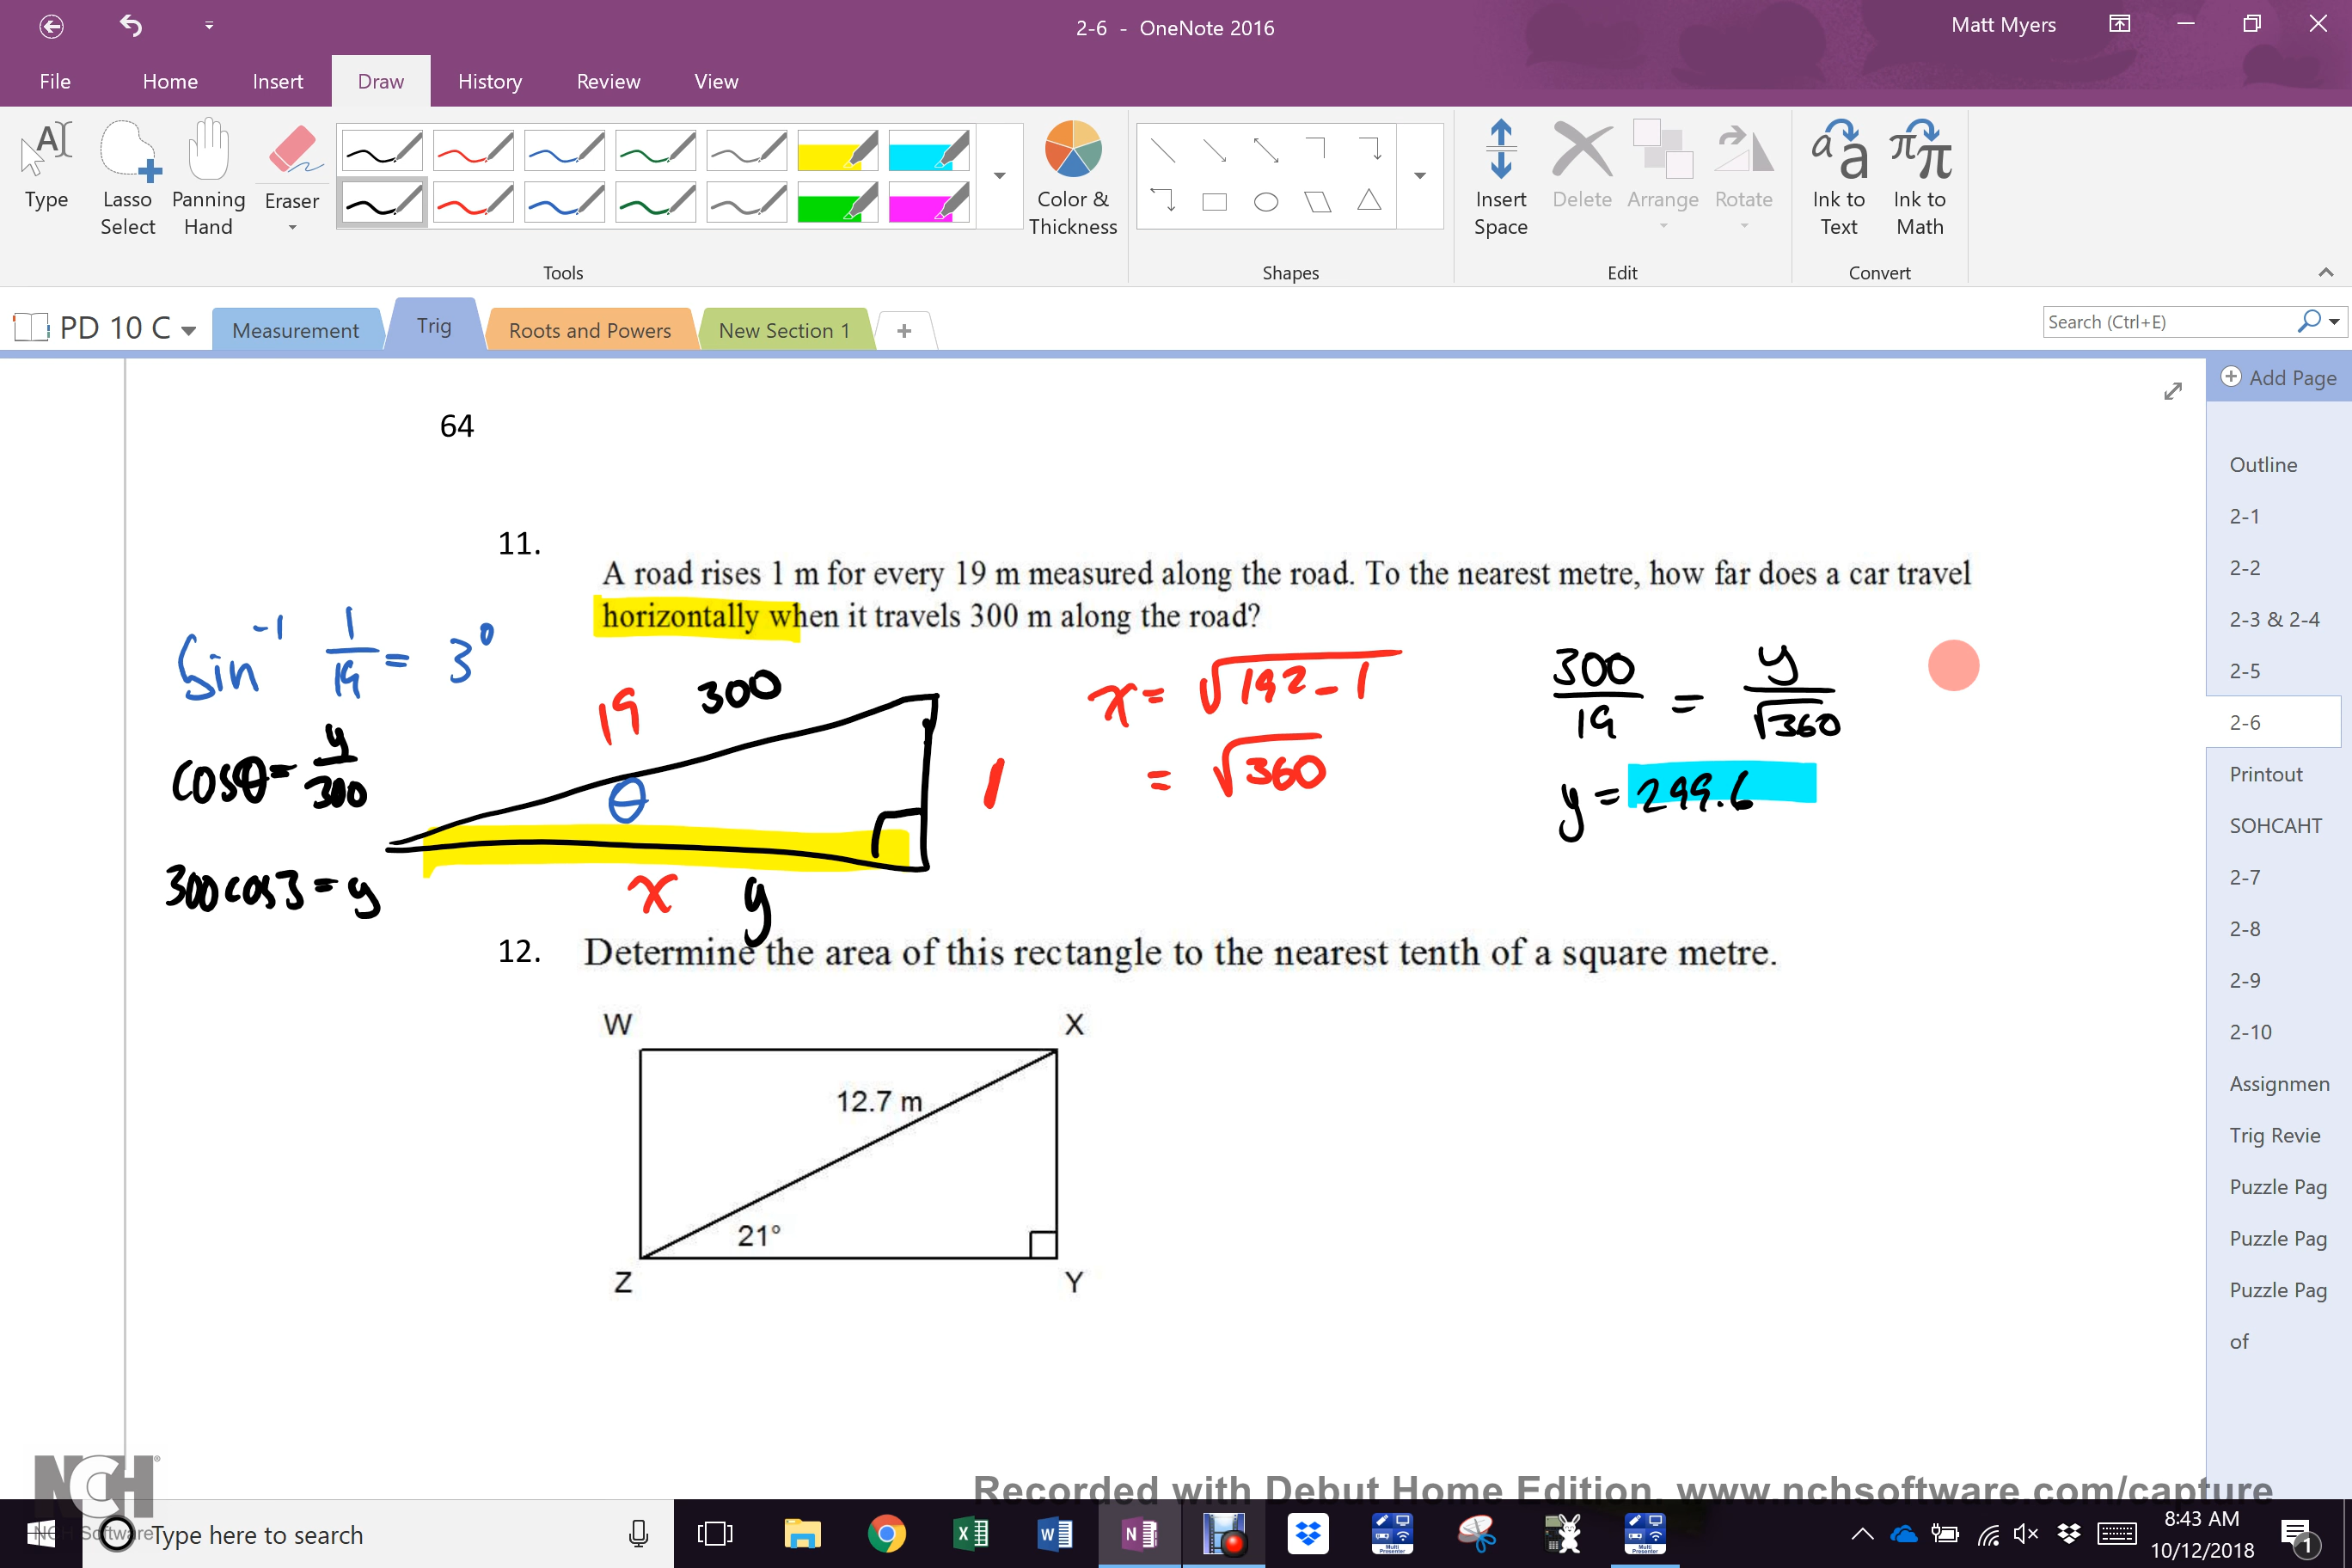 2-6 - OneNote 2016
Matt Myers
File Home Insert Draw History Review View
Type
Lasso Select
Panning Hand
Eraser
Color & Thickness
Insert Space
Delete
Arrange
Rotate
Ink to Text
Ink to Math
Tools Shapes Edit Convert
PD 10 C
Measurement
Trig
Roots and Powers
New Section 1
+
Search (Ctrl+E)
Add Page
Outline
2-1
2-2
2-3 & 2-4
2-5
2-6
Printout
SOHCAHT
2-7
2-8
2-9
2-10
Assignmen
Trig Revie
Puzzle Pag
Puzzle Pag
Puzzle Pag
of
64
11.
A road rises 1 m for every 19 m measured along the road. To the nearest metre, how far does a car travel
horizontally when it travels 300 m along the road?
Sin⁻¹ 1/19 = 3°
cosθ = y/300
300cos3 = y
19 300
θ
1
x y
x = √19²-1
= √360
300/19 = y/√360
y = 299.6
12. Determine the area of this rectangle to the nearest tenth of a square metre.
W X
12.7 m
21°
Z Y
NCH®
NCH Software
Recorded with Debut Home Edition. www.nchsoftware.com/capture
Type here to search
8:43 AM
10/12/2018
1